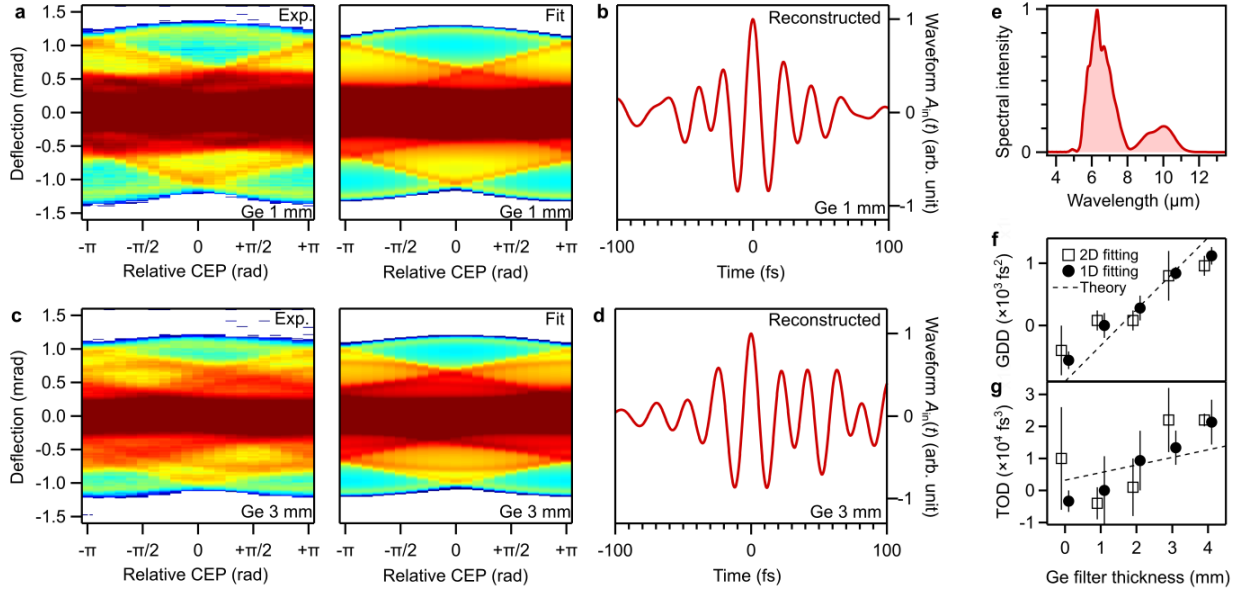 a
Exp.
Fit
b
Reconstructed
e
Deflection (mrad)
1.5
1.0
0.5
0.0
-0.5
-1.0
-1.5
Ge 1 mm
Ge 1 mm
Ge 1 mm
-π -π/2 0 +π/2 +π
-π -π/2 0 +π/2 +π
-100 0 100
Relative CEP (rad)
Relative CEP (rad)
Time (fs)
1
0
-1
Waveform Ain(t) (arb. unit)
Spectral intensity
1
0
4 6 8 10 12
Wavelength (μm)
c
Exp.
Fit
d
Reconstructed
Deflection (mrad)
1.5
1.0
0.5
0.0
-0.5
-1.0
-1.5
Ge 3 mm
Ge 3 mm
Ge 3 mm
-π -π/2 0 +π/2 +π
-π -π/2 0 +π/2 +π
-100 0 100
Relative CEP (rad)
Relative CEP (rad)
Time (fs)
1
0
-1
Waveform Ain(t) (arb. unit)
f
2D fitting
1D fitting
Theory
GDD (×10³ fs²)
1
0
g
TOD (×10⁴ fs³)
3
2
1
0
-1
0 1 2 3 4
Ge filter thickness (mm)